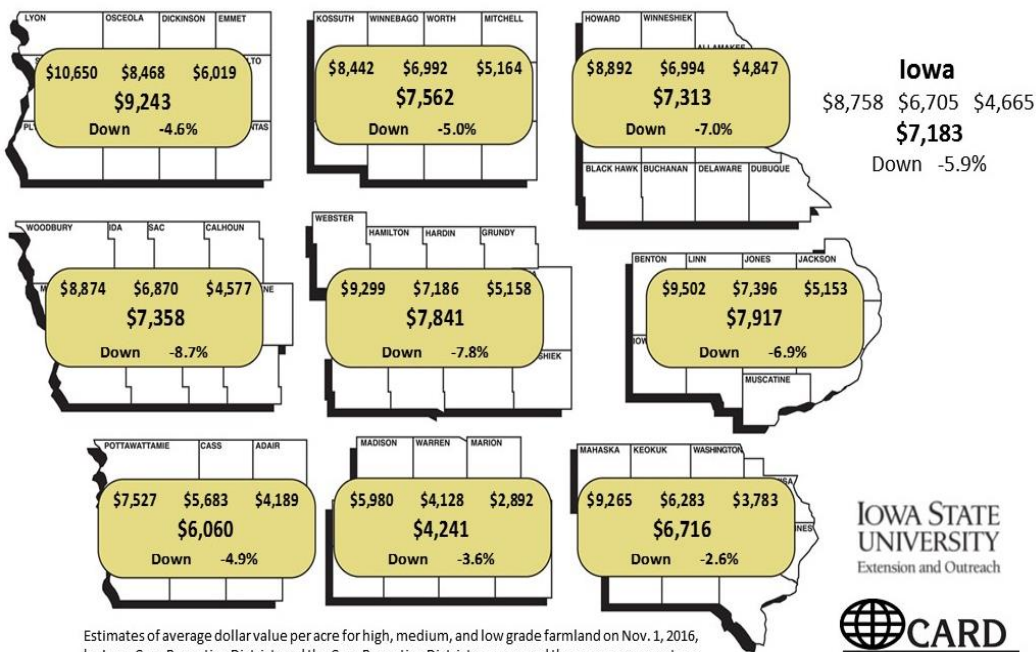 LYON OSCEOLA DICKINSON EMMET
$10,650 $8,468 $6,019
$9,243
Down -4.6%
KOSSUTH WINNEBAGO WORTH MITCHELL
$8,442 $6,992 $5,164
$7,562
Down -5.0%
HOWARD WINNESHIEK
$8,892 $6,994 $4,847
$7,313
Down -7.0%
BLACK HAWK BUCHANAN DELAWARE DUBUQUE
Iowa
$8,758 $6,705 $4,665
$7,183
Down -5.9%
WOODBURY IDA SAC CALHOUN
$8,874 $6,870 $4,577
$7,358
Down -8.7%
WEBSTER
HAMILTON HARDIN GRUNDY
$9,299 $7,186 $5,158
$7,841
Down -7.8%
BENTON LINN JONES JACKSON
$9,502 $7,396 $5,153
$7,917
Down -6.9%
MUSCATINE
POTTAWATTAMIE CASS ADAIR
$7,527 $5,683 $4,189
$6,060
Down -4.9%
MADISON WARREN MARION
$5,980 $4,128 $2,892
$4,241
Down -3.6%
MAHASKA KEOKUK WASHINGTON
$9,265 $6,283 $3,783
$6,716
Down -2.6%
IOWA STATE
UNIVERSITY
Extension and Outreach
CARD
Estimates of average dollar value per acre for high, medium, and low grade farmland on Nov. 1, 2016,